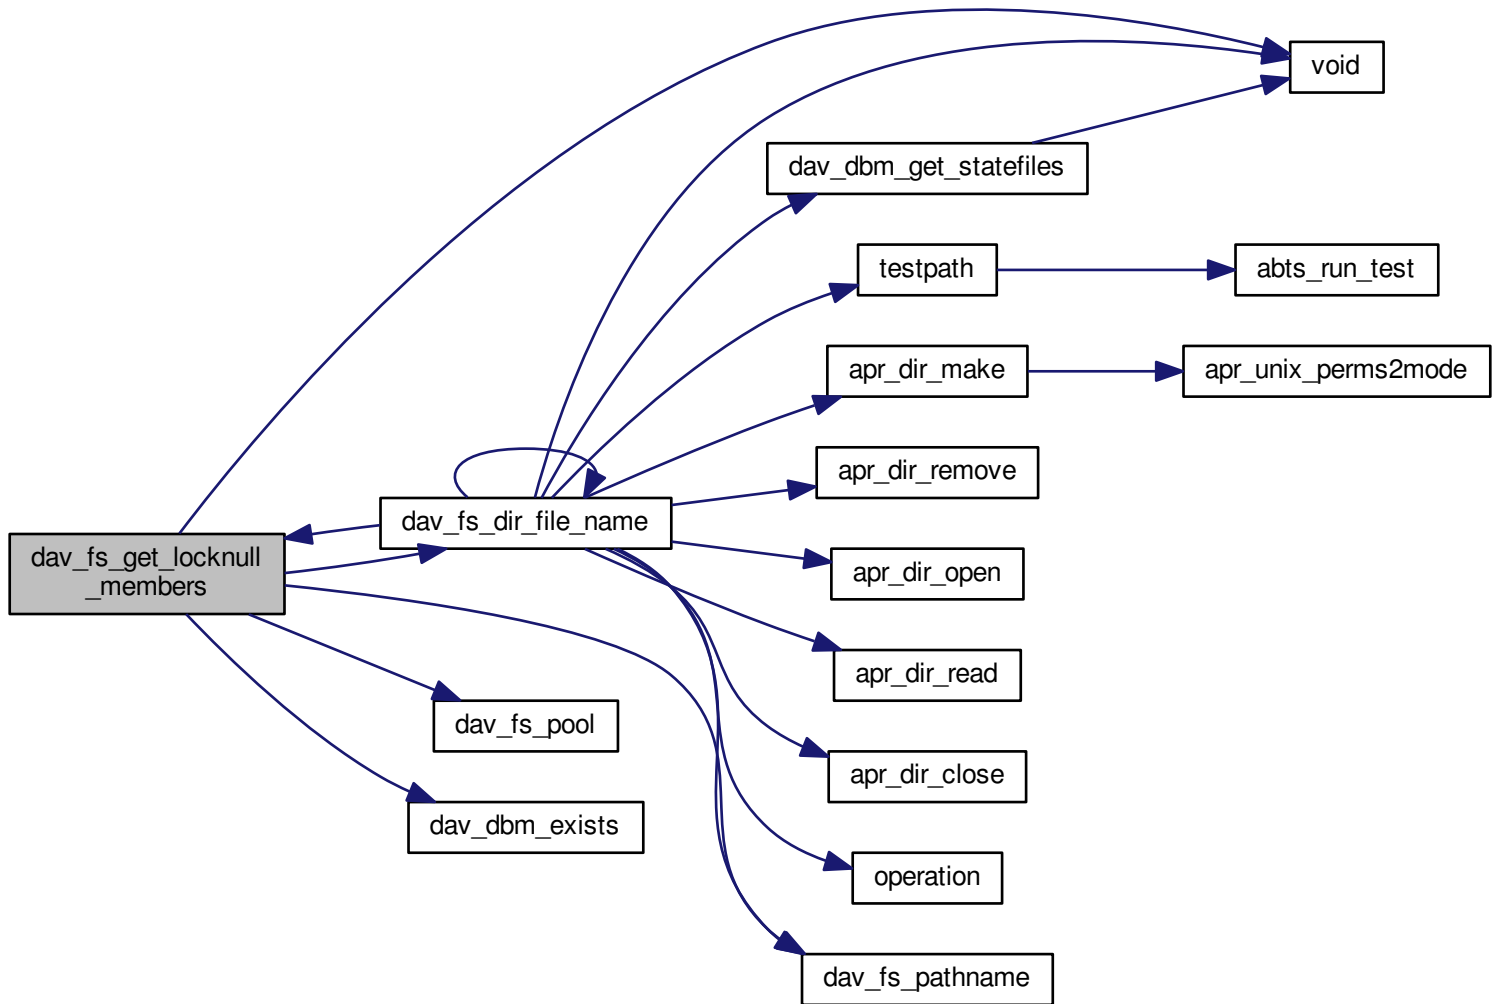 void
dav_dbm_get_statefiles
testpath
abts_run_test
apr_dir_make
apr_unix_perms2mode
apr_dir_remove
dav_fs_dir_file_name
dav_fs_get_locknull
_members
apr_dir_open
apr_dir_read
dav_fs_pool
apr_dir_close
dav_dbm_exists
operation
dav_fs_pathname